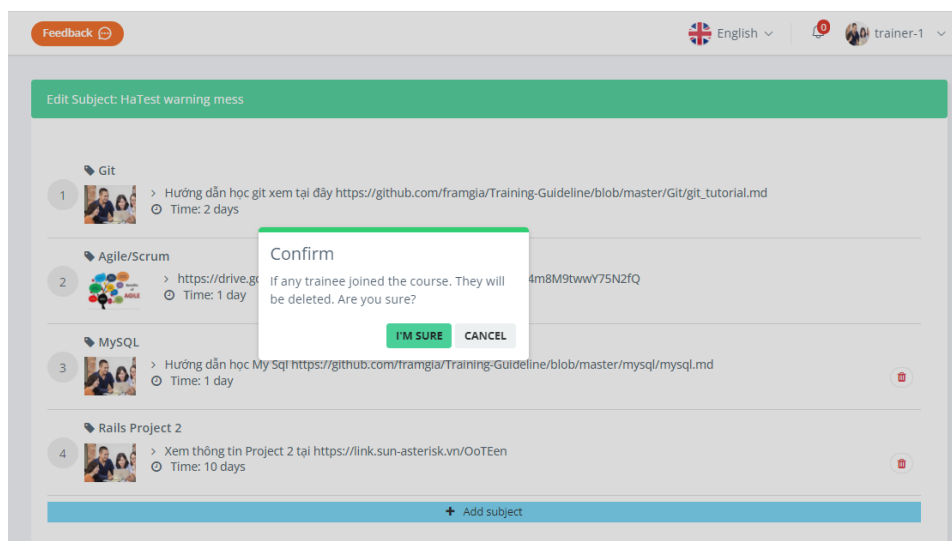 Feedback
English
0
trainer-1
Edit Subject: HaTest warning mess
Git
1
> Hướng dẫn học git xem tại đây https://github.com/framgia/Training-Guideline/blob/master/Git/git_tutorial.md
Time: 2 days
Agile/Scrum
2
> https://drive.go
4m8M9twwY75N2fQ
AGILE
Time: 1 day
Confirm
If any trainee joined the course. They will
be deleted. Are you sure?
I'M SURE CANCEL
MySQL
3
> Hướng dẫn học My Sql https://github.com/framgia/Training-Guideline/blob/master/mysql/mysql.md
Time: 1 day
Rails Project 2
4
> Xem thông tin Project 2 tại https://link.sun-asterisk.vn/OoTEen
Time: 10 days
+ Add subject